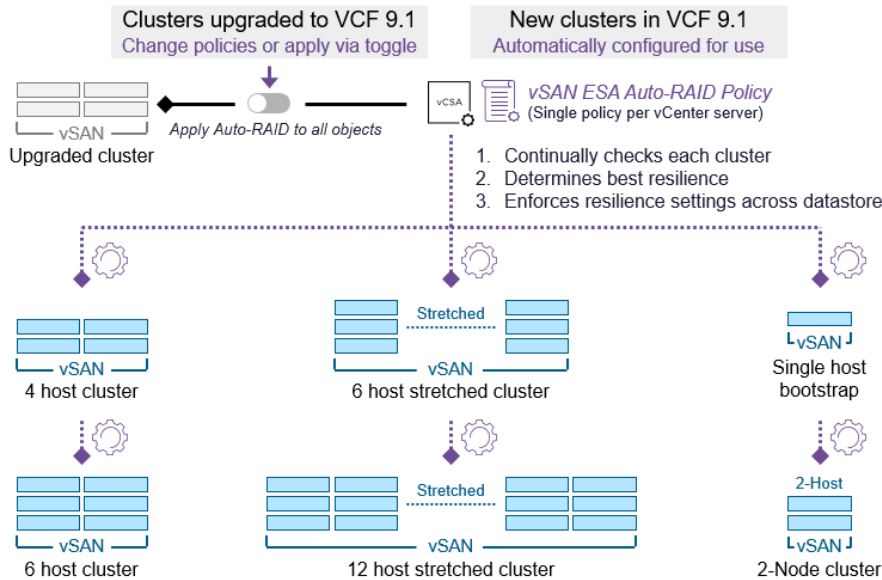 Clusters upgraded to VCF 9.1
Change policies or apply via toggle
New clusters in VCF 9.1
Automatically configured for use
vSAN
Upgraded cluster
Apply Auto-RAID to all objects
vCSA
vSAN ESA Auto-RAID Policy
(Single policy per vCenter server)
1. Continually checks each cluster
2. Determines best resilience
3. Enforces resilience settings across datastore
vSAN
4 host cluster
Stretched
vSAN
6 host stretched cluster
vSAN
Single host
bootstrap
vSAN
6 host cluster
Stretched
vSAN
12 host stretched cluster
2-Host
vSAN
2-Node cluster